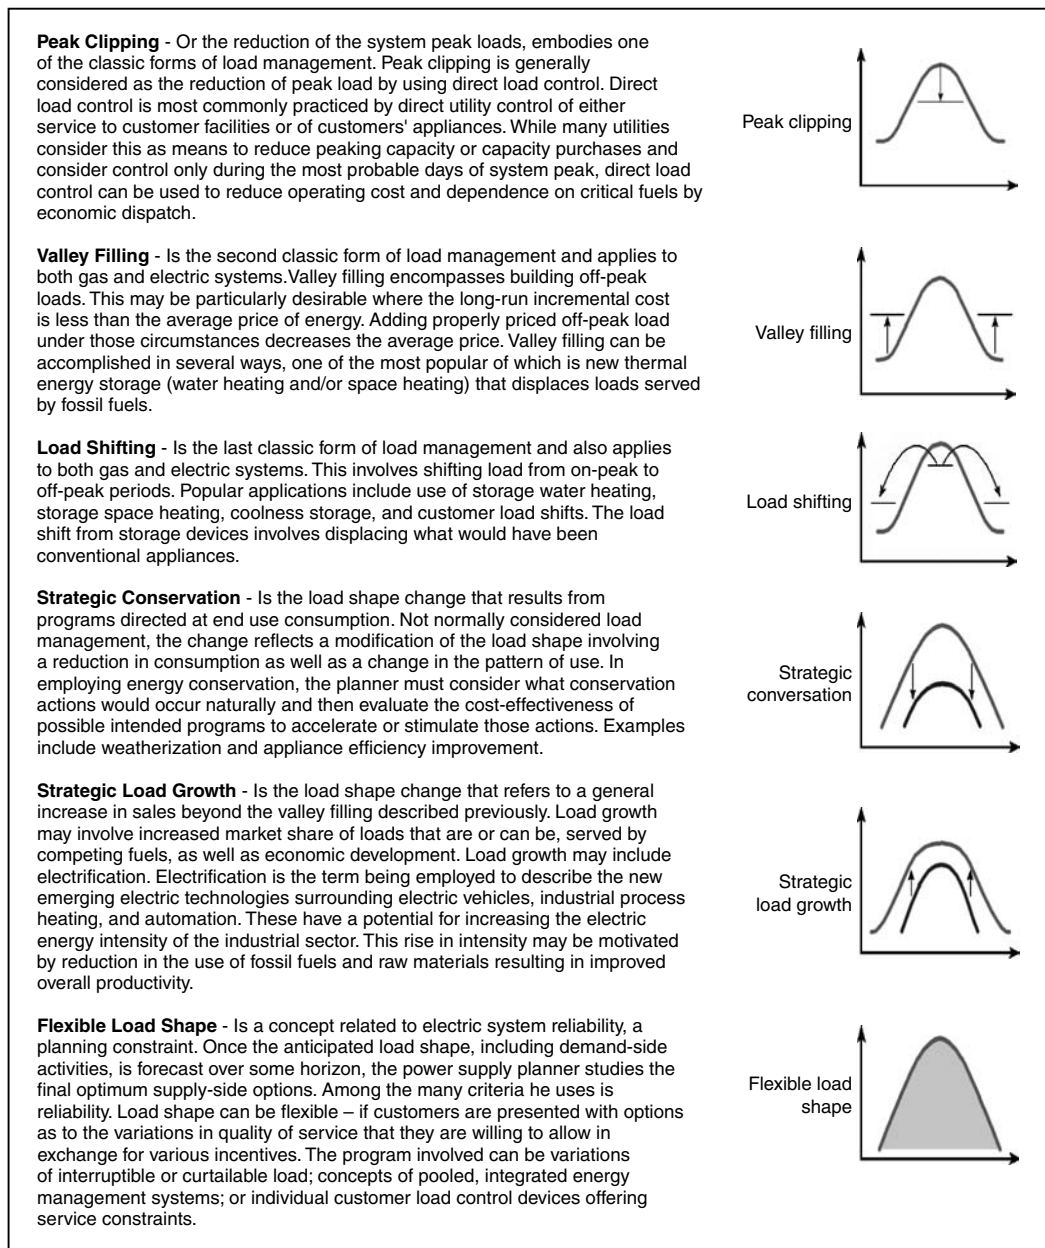 Peak Clipping - Or the reduction of the system peak loads, embodies one
of the classic forms of load management. Peak clipping is generally
considered as the reduction of peak load by using direct load control. Direct
load control is most commonly practiced by direct utility control of either
service to customer facilities or of customers' appliances. While many utilities
consider this as means to reduce peaking capacity or capacity purchases and
consider control only during the most probable days of system peak, direct load
control can be used to reduce operating cost and dependence on critical fuels by
economic dispatch.
Peak clipping
Valley Filling - Is the second classic form of load management and applies to
both gas and electric systems.Valley filling encompasses building off-peak
loads. This may be particularly desirable where the long-run incremental cost
is less than the average price of energy. Adding properly priced off-peak load
under those circumstances decreases the average price. Valley filling can be
accomplished in several ways, one of the most popular of which is new thermal
energy storage (water heating and/or space heating) that displaces loads served
by fossil fuels.
Valley filling
Load Shifting - Is the last classic form of load management and also applies
to both gas and electric systems. This involves shifting load from on-peak to
off-peak periods. Popular applications include use of storage water heating,
storage space heating, coolness storage, and customer load shifts. The load
shift from storage devices involves displacing what would have been
conventional appliances.
Load shifting
Strategic Conservation - Is the load shape change that results from
programs directed at end use consumption. Not normally considered load
management, the change reflects a modification of the load shape involving
a reduction in consumption as well as a change in the pattern of use. In
employing energy conservation, the planner must consider what conservation
actions would occur naturally and then evaluate the cost-effectiveness of
possible intended programs to accelerate or stimulate those actions. Examples
include weatherization and appliance efficiency improvement.
Strategic
conversation
Strategic Load Growth - Is the load shape change that refers to a general
increase in sales beyond the valley filling described previously. Load growth
may involve increased market share of loads that are or can be, served by
competing fuels, as well as economic development. Load growth may include
electrification. Electrification is the term being employed to describe the new
emerging electric technologies surrounding electric vehicles, industrial process
heating, and automation. These have a potential for increasing the electric
energy intensity of the industrial sector. This rise in intensity may be motivated
by reduction in the use of fossil fuels and raw materials resulting in improved
overall productivity.
Strategic
load growth
Flexible Load Shape - Is a concept related to electric system reliability, a
planning constraint. Once the anticipated load shape, including demand-side
activities, is forecast over some horizon, the power supply planner studies the
final optimum supply-side options. Among the many criteria he uses is
reliability. Load shape can be flexible – if customers are presented with options
as to the variations in quality of service that they are willing to allow in
exchange for various incentives. The program involved can be variations
of interruptible or curtailable load; concepts of pooled, integrated energy
management systems; or individual customer load control devices offering
service constraints.
Flexible load
shape